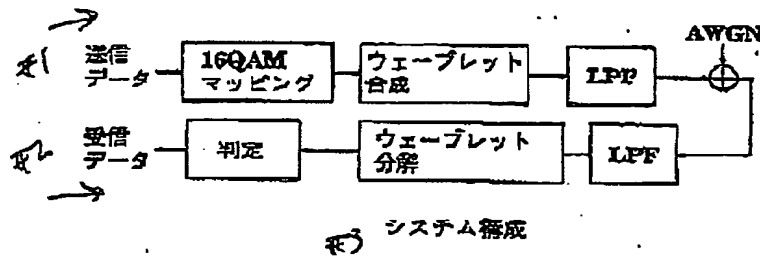 AWGN
送信
データ
16QAM
マッピング
ウェーブレット
合成
LPF
受信
データ
判定
ウェーブレット
分解
LPF
システム構成